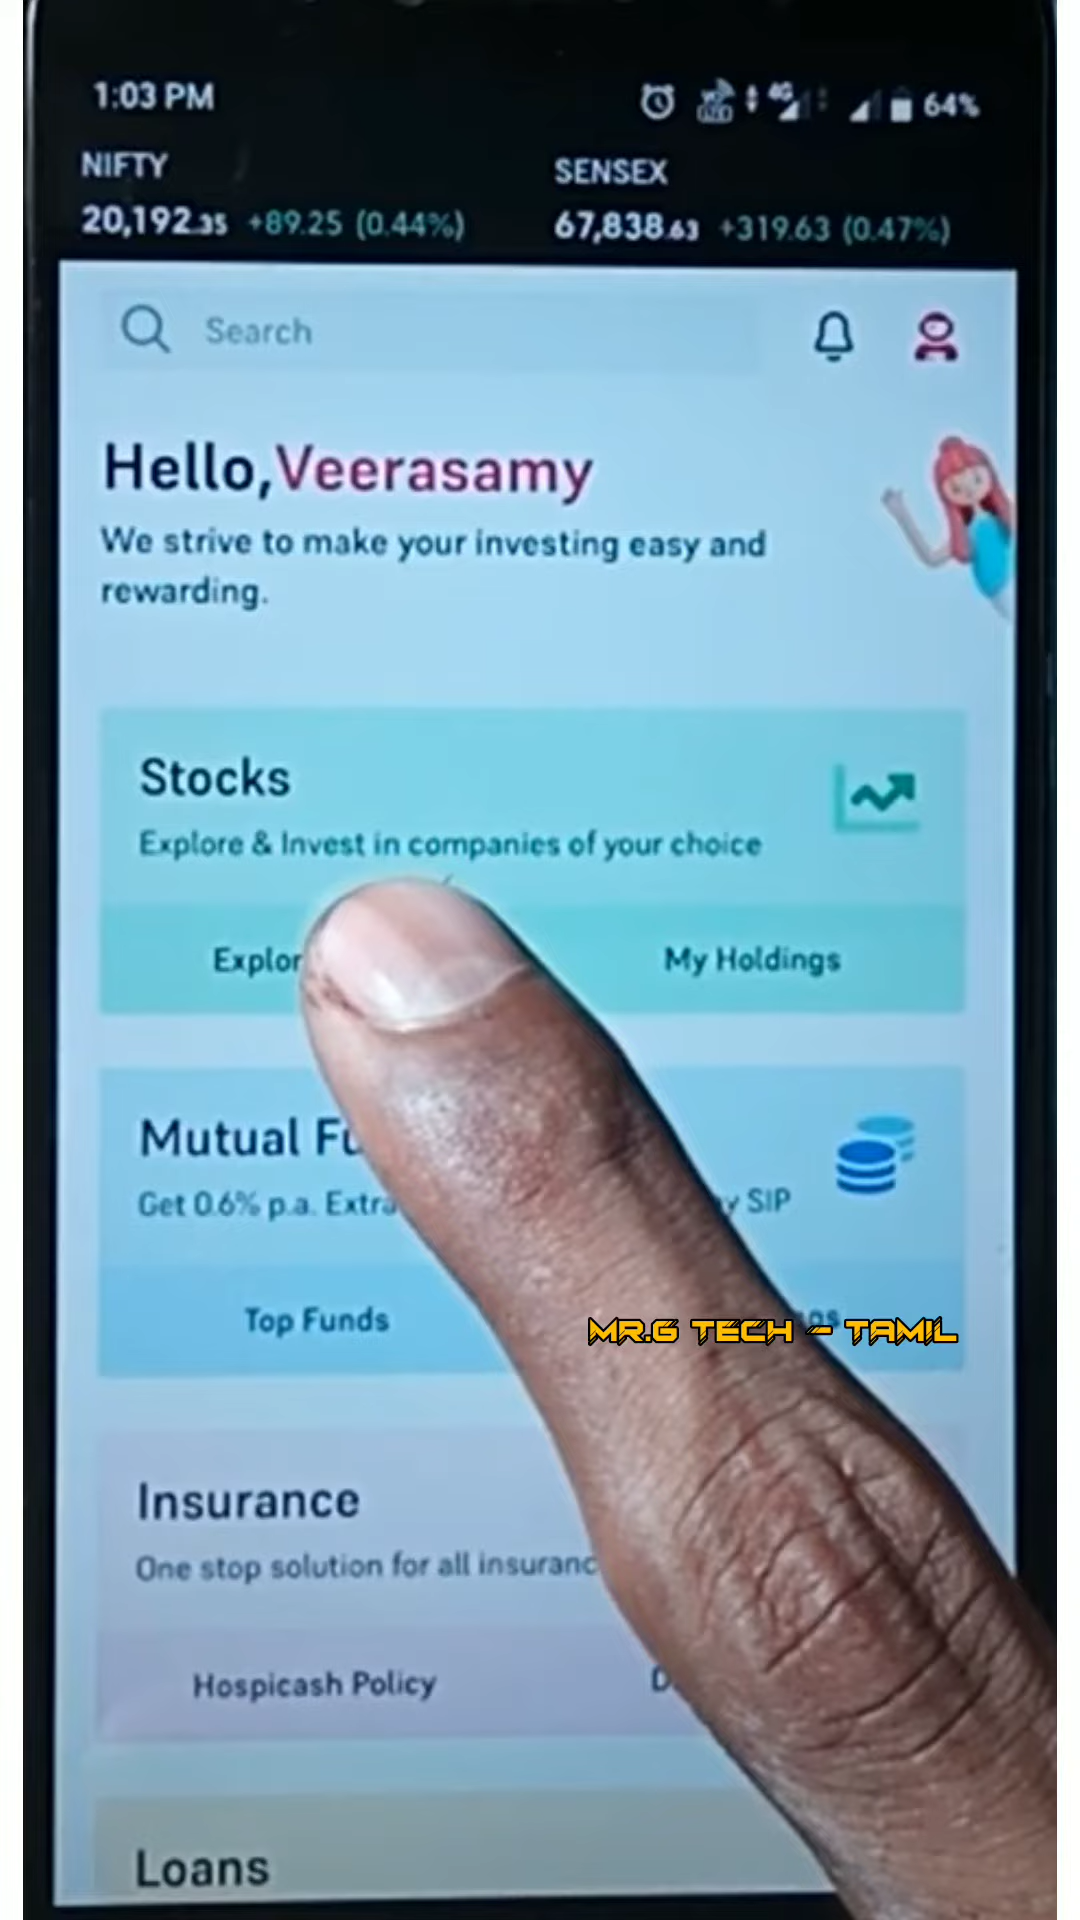 1:03 PM 4G 64%
NIFTY SENSEX
20,192.35 +89.25 (0.44%) 67,838.63 +319.63 (0.47%)
Search
Hello,Veerasamy
We strive to make your investing easy and
rewarding.
Stocks
Explore & Invest in companies of your choice
My Holdings
Mutual
Get 0.6% p.a. SIP
Top Funds
MR.G TECH - TAMIL
Insurance
One stop solution for all
Hospicash Policy
Loans